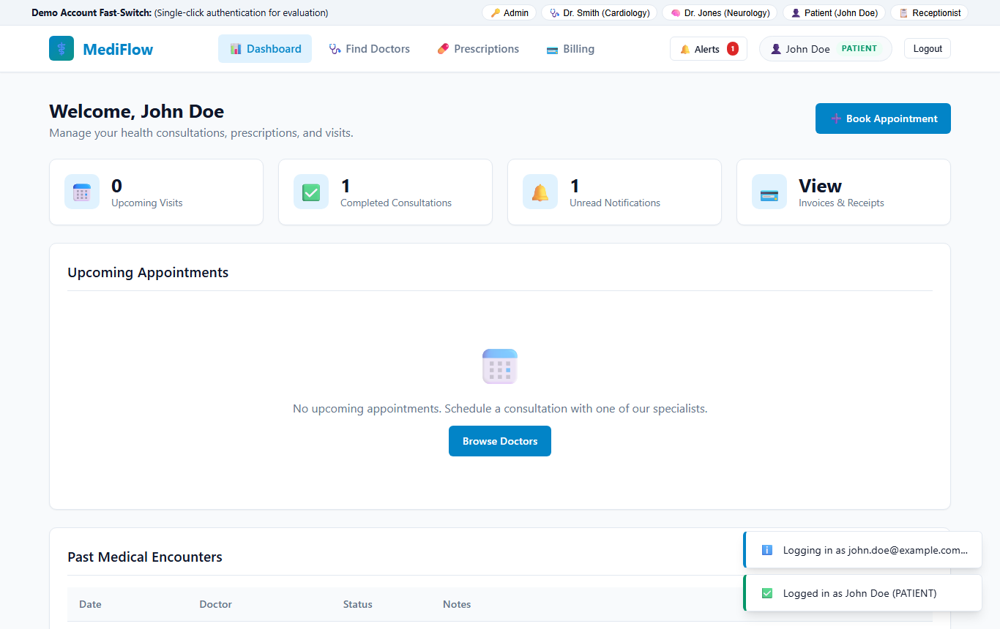 Demo Account Fast-Switch: (Single-click authentication for evaluation)
Admin
Dr. Smith (Cardiology)
Dr. Jones (Neurology)
Patient (John Doe)
Receptionist
MediFlow
Dashboard
Find Doctors
Prescriptions
Billing
Alerts 1
John Doe PATIENT
Logout
Welcome, John Doe
Manage your health consultations, prescriptions, and visits.
Book Appointment
0
Upcoming Visits
1
Completed Consultations
1
Unread Notifications
View
Invoices & Receipts
Upcoming Appointments
No upcoming appointments. Schedule a consultation with one of our specialists.
Browse Doctors
Past Medical Encounters
Date Doctor Status Notes
Logging in as john.doe@example.com...
Logged in as John Doe (PATIENT)